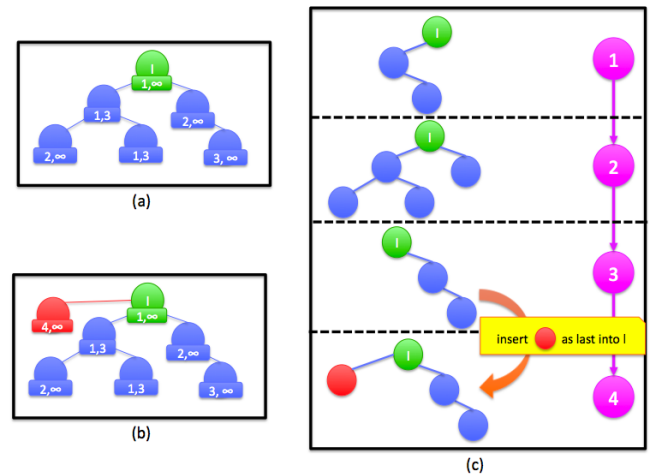 l
1,∞
1,3
2,∞
2,∞
1,3
3, ∞
(a)
l
4,∞
1,∞
1,3
2,∞
2,∞
1,3
3, ∞
(b)
l
1
l
2
l
3
insert as last into l
l
4
(c)